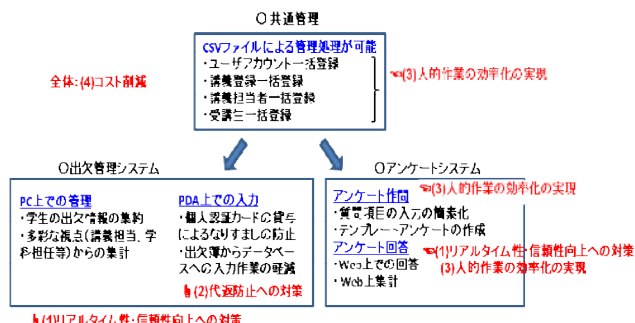 〇共通管理
CSVファイルによる管理処理が可能
・ユーザアカウント一括登録
・講義登録一括登録
・講義担当者一括登録
・受講生一括登録
(3)人的作業の効率化の実現
全体:(4)コスト削減
〇出欠管理システム
PC上での管理
・学生の出欠情報の集約
・多彩な視点(講義担当、学
科担任等)からの集計
PDA上での入力
・個人認証カードの貸与
によるなりすましの防止
・出欠簿からデータベー
スへの入力作業の軽減
(2)代返防止への対策
(1)リアルタイム性・信頼性向上への対策
〇アンケートシステム
アンケート作問
(3)人的作業の効率化の実現
・質問項目の入力の簡素化
・テンプレートアンケートの作成
アンケート回答
・Web上での回答
・Web上集計
(1)リアルタイム性・信頼性向上への対策
(3)人的作業の効率化の実現